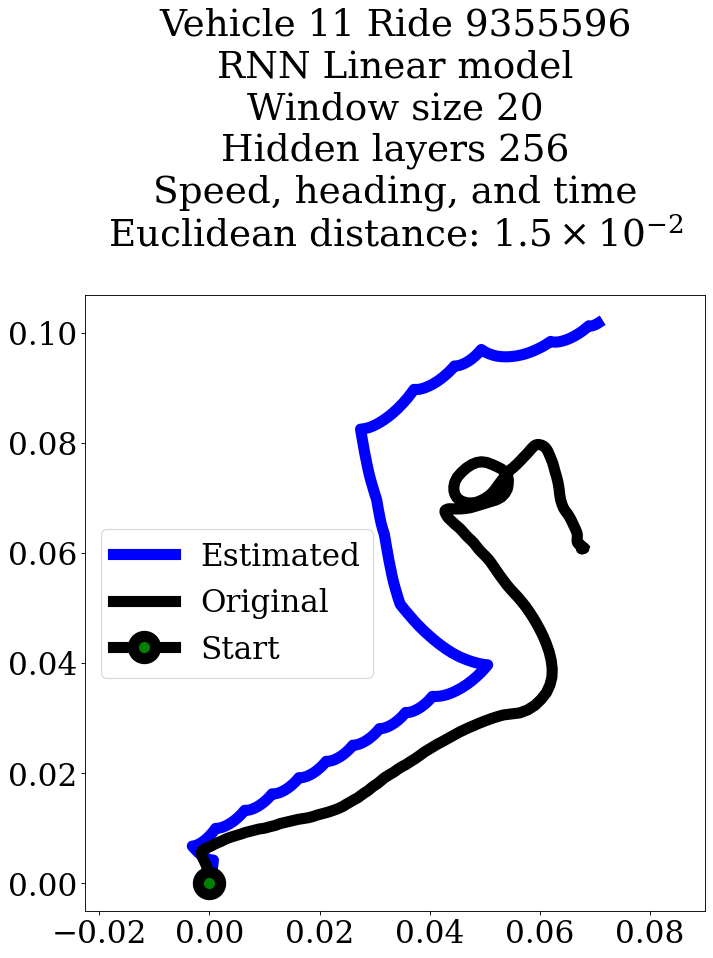 Vehicle 11 Ride 9355596
RNN Linear model
Window size 20
Hidden layers 256
Speed, heading, and time
Euclidean distance: 1.5 × 10⁻²
0.10
0.08
0.06
0.04
0.02
0.00
Estimated
Original
Start
−0.02 0.00 0.02 0.04 0.06 0.08